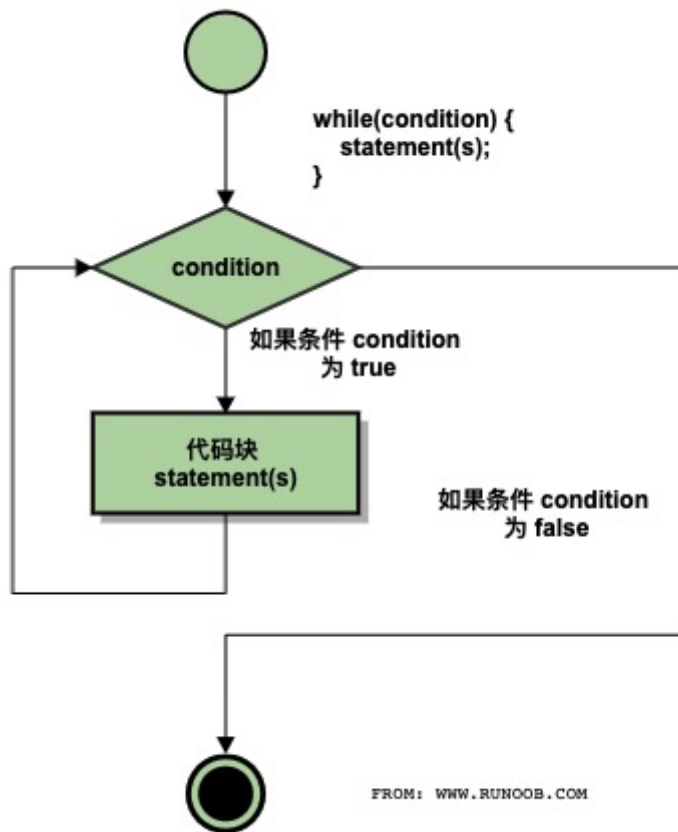 while(condition) {
statement(s);
}
condition
如果条件 condition
为 true
代码块
statement(s)
如果条件 condition
为 false
FROM: WWW.RUNOOB.COM